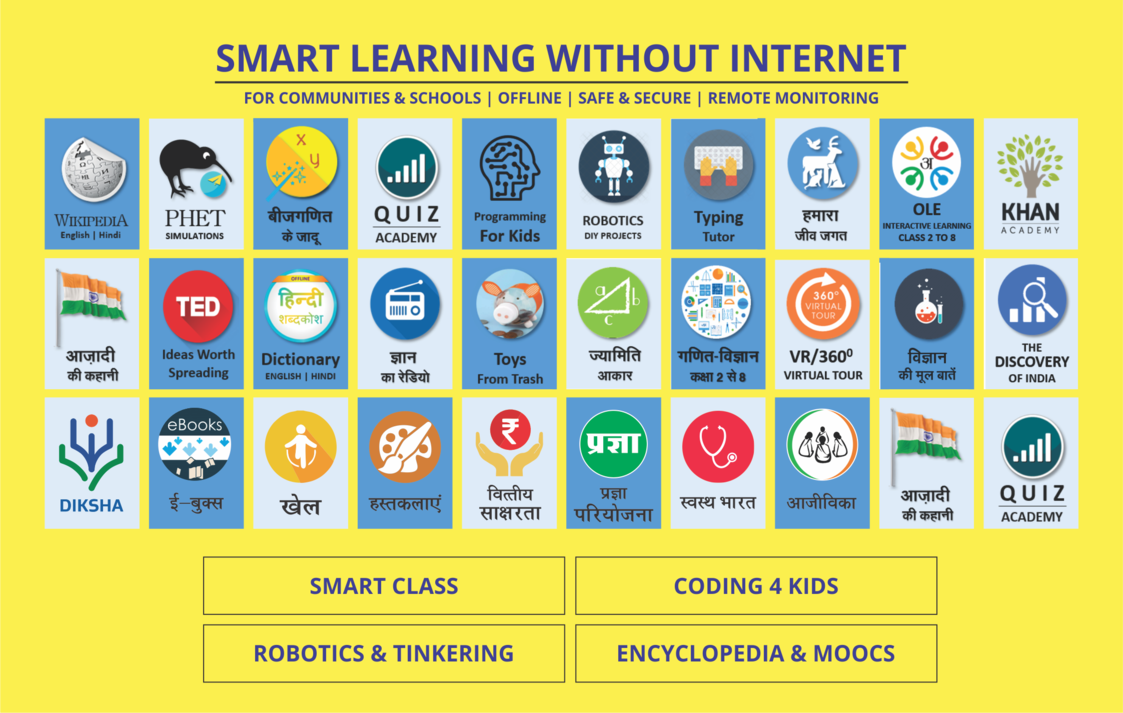 SMART LEARNING WITHOUT INTERNET
FOR COMMUNITIES & SCHOOLS | OFFLINE | SAFE & SECURE | REMOTE MONITORING
WIKIPEDIA
English | Hindi
PHET
SIMULATIONS
x
y
बीजगणित
के जादू
QUIZ
ACADEMY
Programming
For Kids
ROBOTICS
DIY PROJECTS
Typing
Tutor
हमारा
जीव जगत
अ
OLE
INTERACTIVE LEARNING
CLASS 2 TO 8
KHAN
ACADEMY
आज़ादी
की कहानी
TED
Ideas Worth
Spreading
OFFLINE
हिन्दी
शब्दकोश
Dictionary
ENGLISH | HINDI
ज्ञान
का रेडियो
Toys
From Trash
a
b
c
ज्यामिति
आकार
गणित-विज्ञान
कक्षा 2 से 8
360°
VIRTUAL
TOUR
VR/360⁰
VIRTUAL TOUR
विज्ञान
की मूल बातें
THE
DISCOVERY
OF INDIA
DIKSHA
eBooks
ई–बुक्स
खेल
हस्तकलाएं
₹
वित्तीय
साक्षरता
प्रज्ञा
प्रज्ञा
परियोजना
स्वस्थ भारत
आजीविका
आज़ादी
की कहानी
QUIZ
ACADEMY
SMART CLASS
CODING 4 KIDS
ROBOTICS & TINKERING
ENCYCLOPEDIA & MOOCS